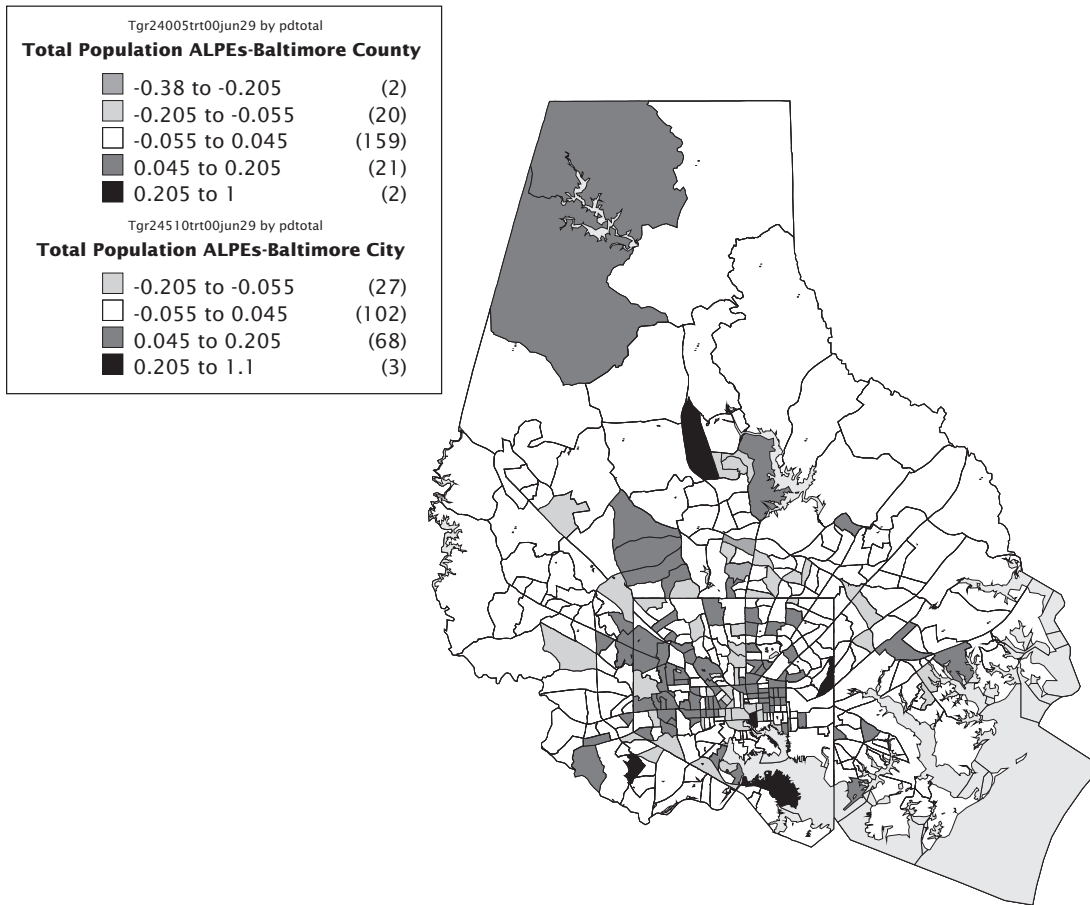 Tgr24005trt00jun29 by pdtotal
Total Population ALPEs-Baltimore County
-0.38 to -0.205 (2)
-0.205 to -0.055 (20)
-0.055 to 0.045 (159)
0.045 to 0.205 (21)
0.205 to 1 (2)
Tgr24510trt00jun29 by pdtotal
Total Population ALPEs-Baltimore City
-0.205 to -0.055 (27)
-0.055 to 0.045 (102)
0.045 to 0.205 (68)
0.205 to 1.1 (3)